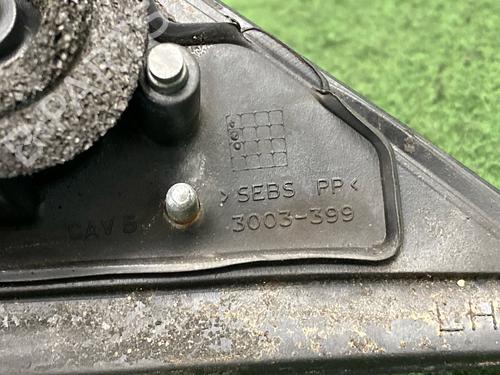 >SEBS PP<
CAV 5
3003-399
LH